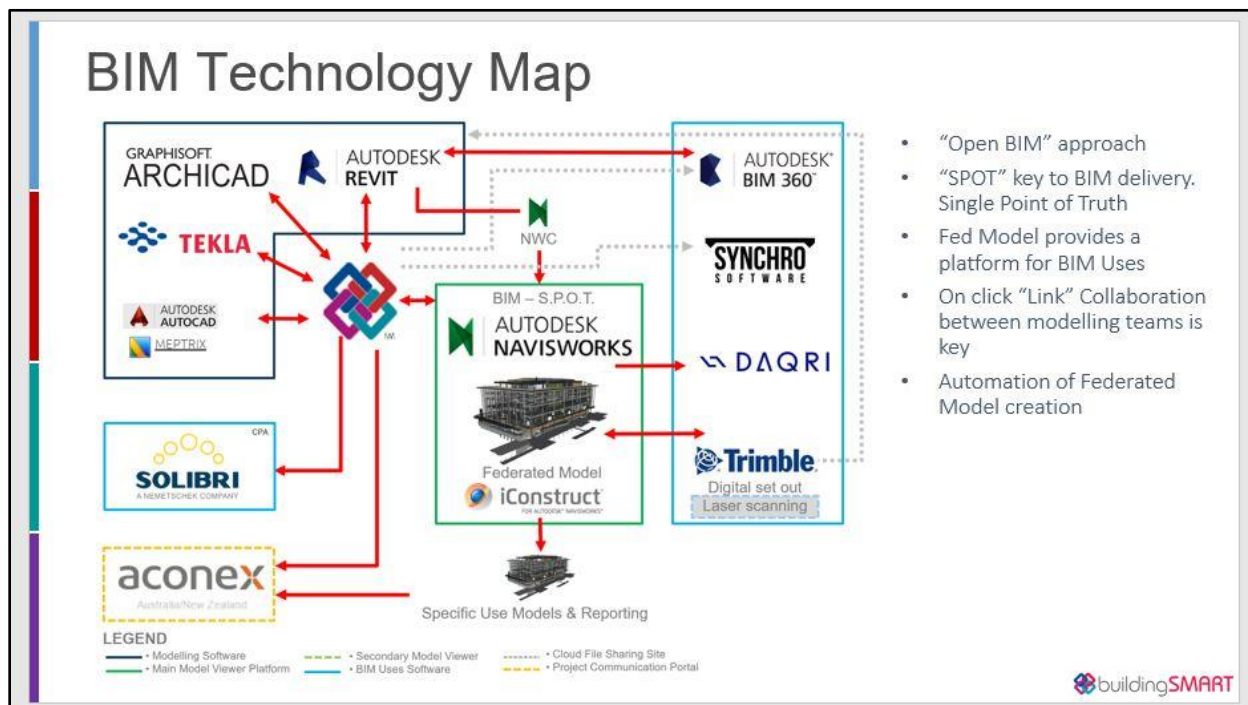 BIM Technology Map
GRAPHISOFT.
ARCHICAD
AUTODESK
REVIT
TEKLA
AUTODESK
AUTOCAD
MEPTRIX
NWC
BIM – S.P.O.T.
AUTODESK
NAVISWORKS
Federated Model
iConstruct
FOR AUTODESK NAVISWORKS
AUTODESK
BIM 360
SYNCHRO
SOFTWARE
DAQRI
Trimble
Digital set out
Laser scanning
CPA
SOLIBRI
A NEMETSCHEK COMPANY
aconex
Australia/New Zealand
Specific Use Models & Reporting
• "Open BIM" approach
• "SPOT" key to BIM delivery.
Single Point of Truth
• Fed Model provides a
platform for BIM Uses
• On click "Link" Collaboration
between modelling teams is
key
• Automation of Federated
Model creation
LEGEND
• Modelling Software
• Main Model Viewer Platform
• Secondary Model Viewer
• BIM Uses Software
• Cloud File Sharing Site
• Project Communication Portal
buildingSMART